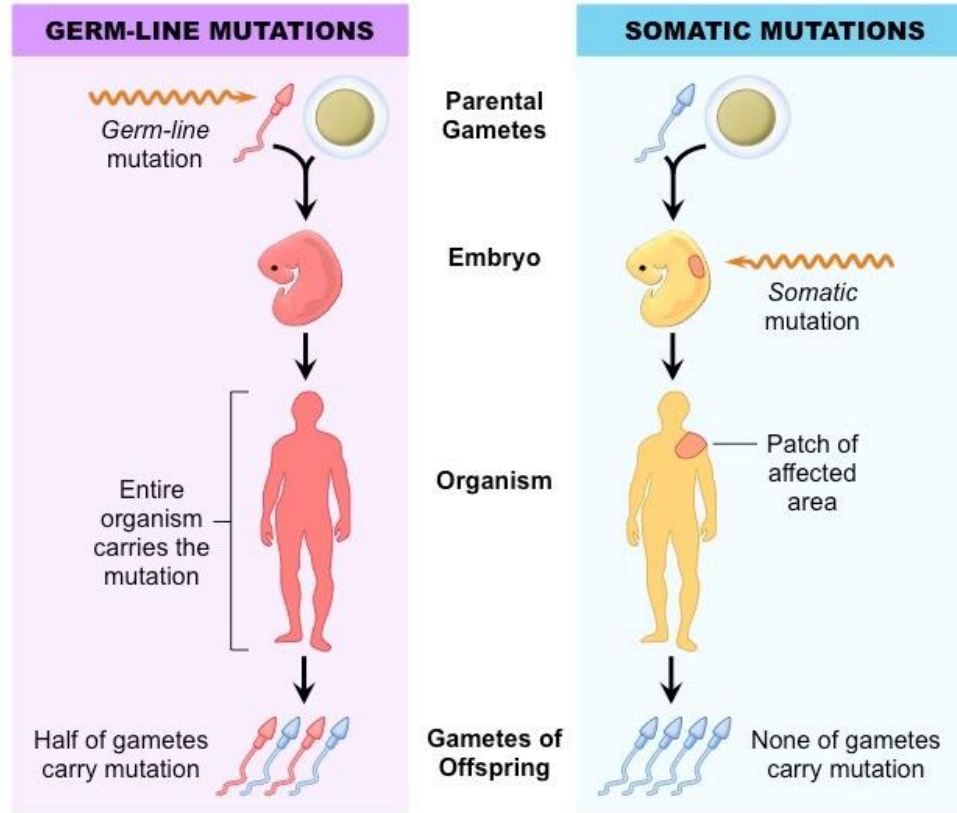 GERM-LINE MUTATIONS
SOMATIC MUTATIONS
Germ-line
mutation
Parental
Gametes
Embryo
Somatic
mutation
Entire
organism
carries the
mutation
Organism
Patch of
affected
area
Half of gametes
carry mutation
Gametes of
Offspring
None of gametes
carry mutation